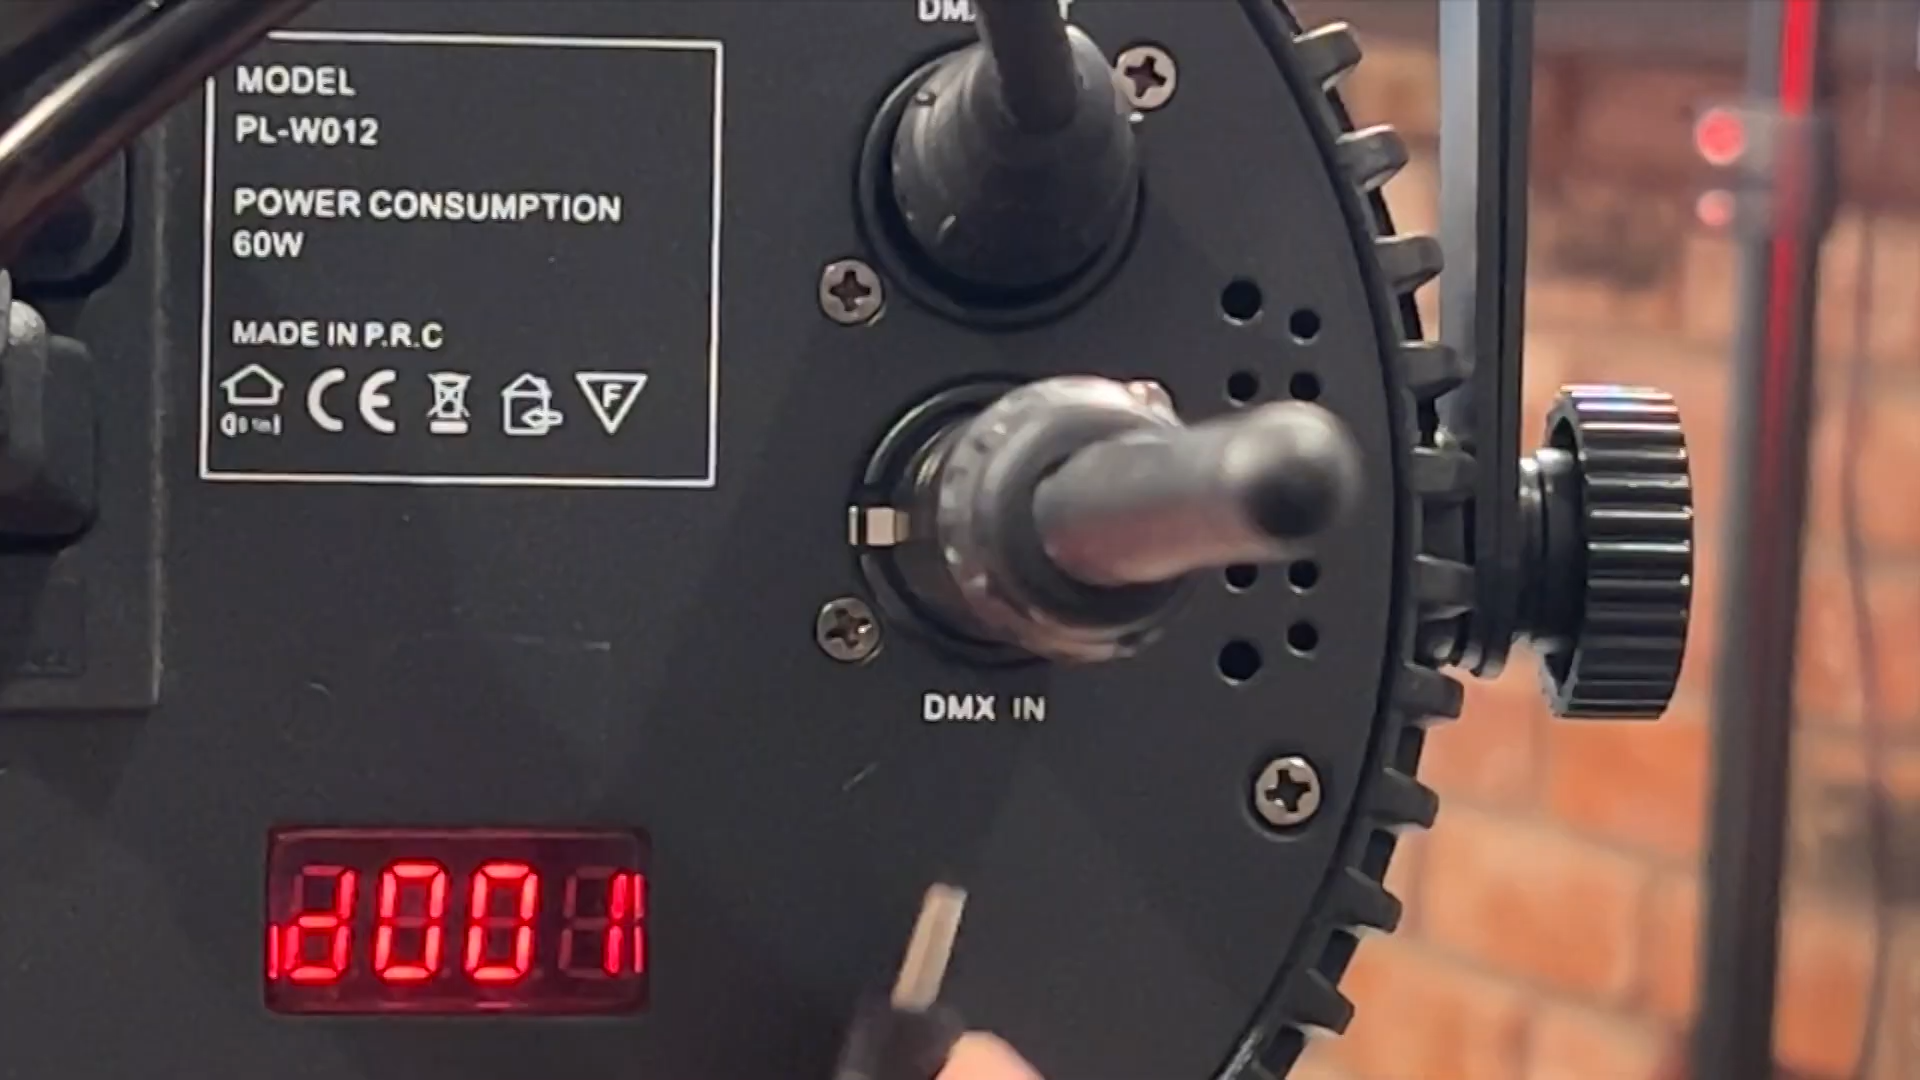 MODEL
PL-W012
POWER CONSUMPTION
60W
MADE IN P.R.C
CE
F
DMX IN
d001